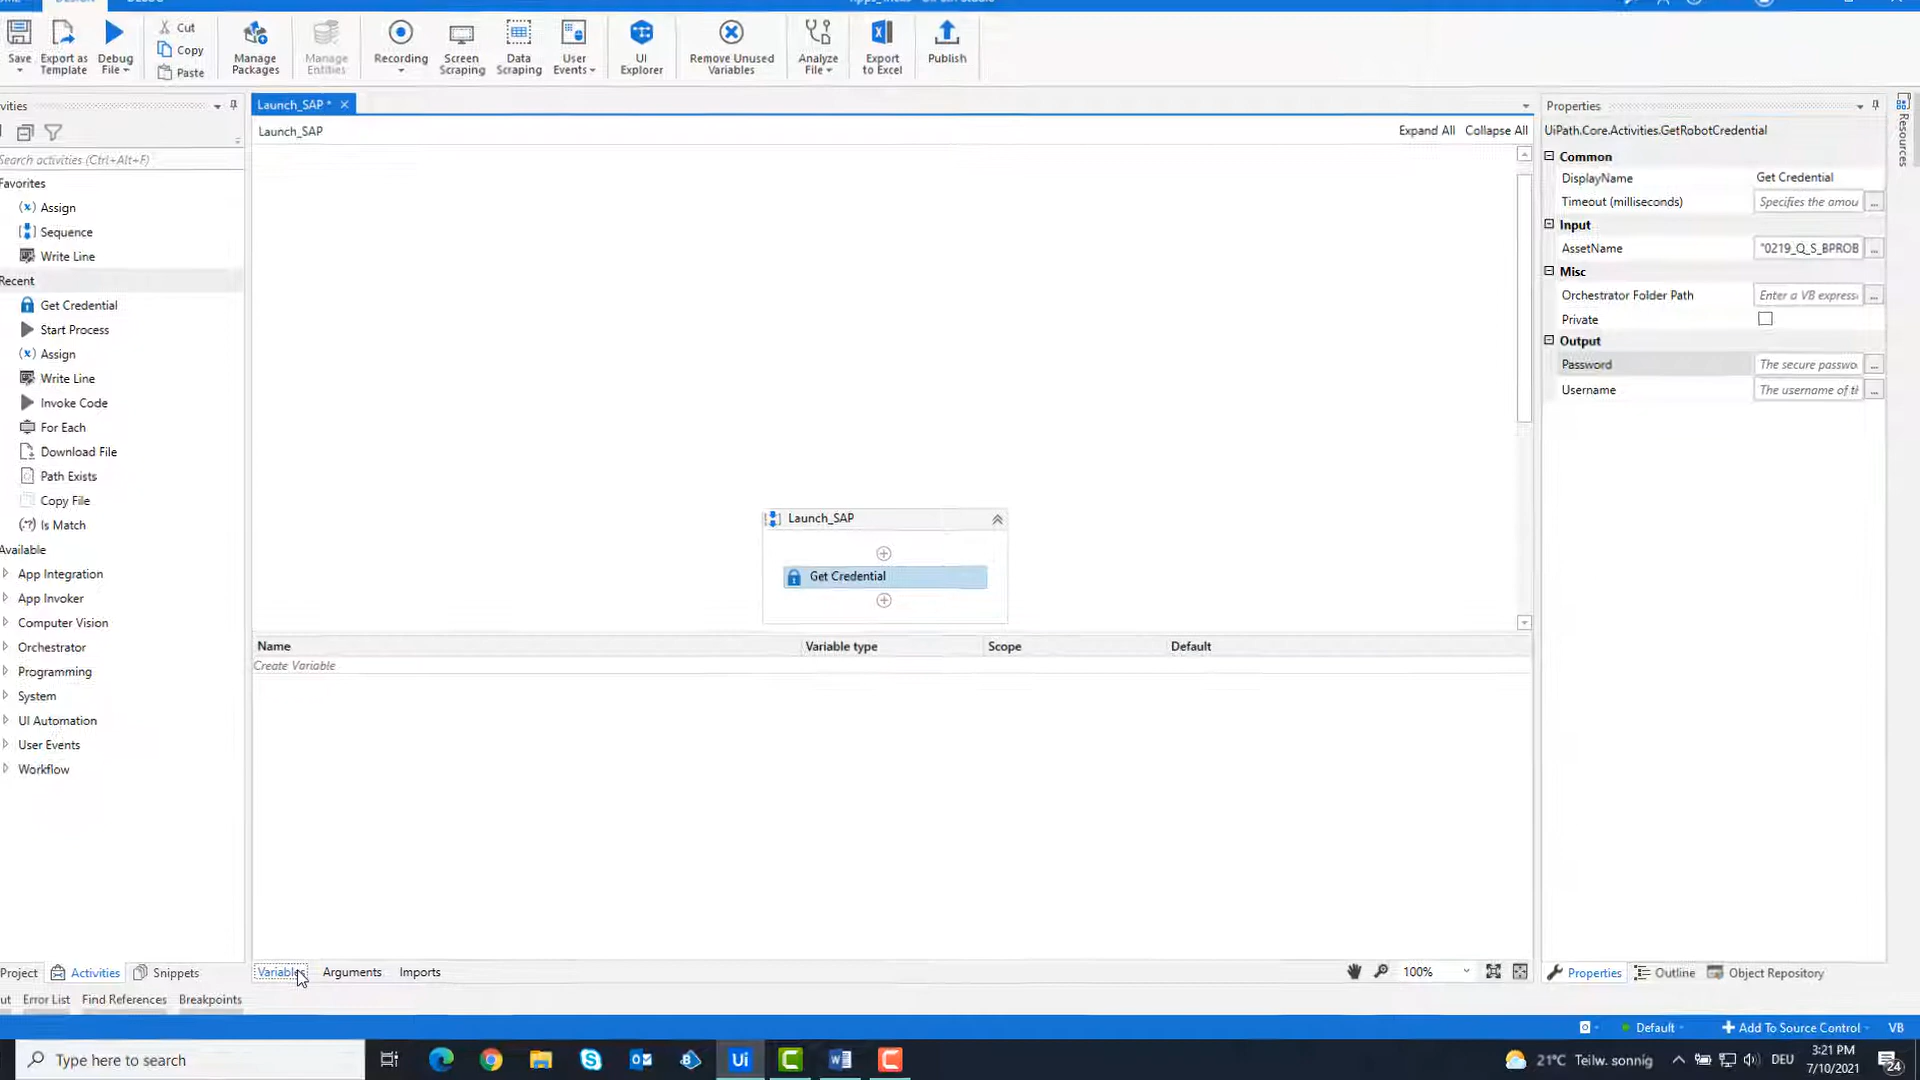 DESIGN
Save
Export as Template
Debug File
Cut
Copy
Paste
Manage Packages
Manage Entities
Recording
Screen Scraping
Data Scraping
User Events
UI Explorer
Remove Unused Variables
Analyze File
Export to Excel
Publish
vities
Search activities (Ctrl+Alt+F)
Favorites
Assign
Sequence
Write Line
Recent
Get Credential
Start Process
Assign
Write Line
Invoke Code
For Each
Download File
Path Exists
Copy File
Is Match
Available
App Integration
App Invoker
Computer Vision
Orchestrator
Programming
System
UI Automation
User Events
Workflow
Project
Activities
Snippets
Launch_SAP *
Launch_SAP
Expand All Collapse All
Launch_SAP
Get Credential
Name Variable type Scope Default
Create Variable
Variables Arguments Imports
100%
Properties
UiPath.Core.Activities.GetRobotCredential
Common
DisplayName Get Credential
Timeout (milliseconds) Specifies the amou ...
Input
AssetName "0219_Q_S_BPROB ...
Misc
Orchestrator Folder Path Enter a VB express ...
Private
Output
Password The secure passwo ...
Username The username of t ...
Properties Outline Object Repository
Resources
ut Error List Find References Breakpoints
Default
Add To Source Control
VB
Type here to search
21°C Teilw. sonnig
DEU
3:21 PM
7/10/2021
24